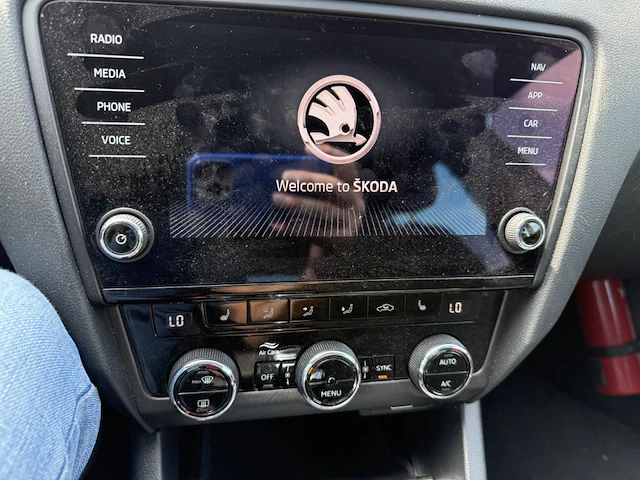 RADIO
MEDIA
PHONE
VOICE
NAV
APP
CAR
MENU
Welcome to ŠKODA
LO
LO
Air Care
MAX
OFF
MENU
SYNC
AUTO
A/C